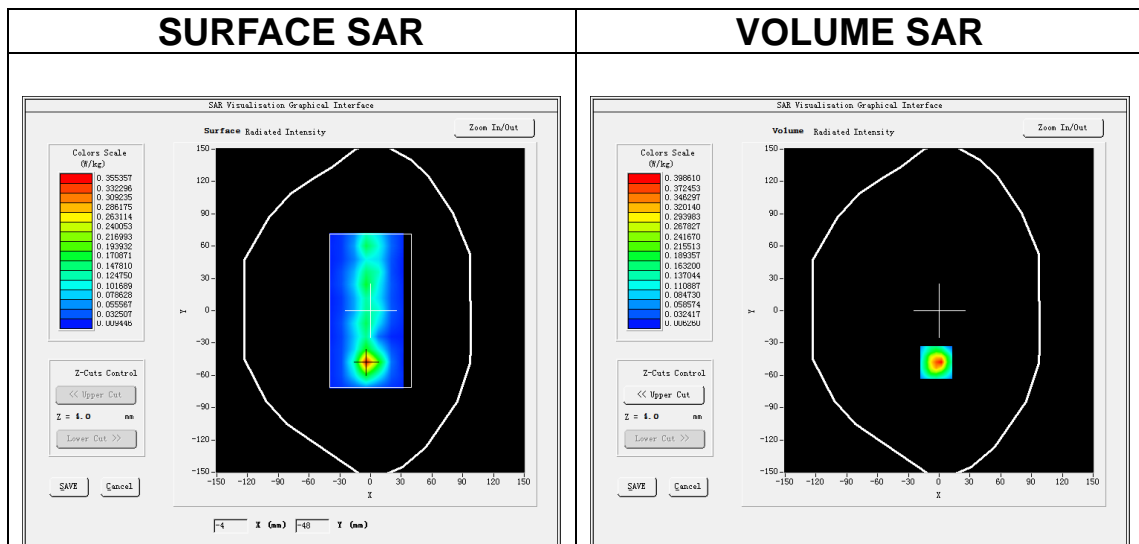 SURFACE SAR
VOLUME SAR
SAR Visualisation Graphical Interface
Surface Radiated Intensity
Zoom In/Out
Colors Scale
(W/kg)
0.355357
0.332296
0.309235
0.286175
0.263114
0.240053
0.216993
0.193932
0.170871
0.147810
0.124750
0.101689
0.078628
0.055567
0.032507
0.009446
Z-Cuts Control
<< Upper Cut
Z = 4.0 mm
Lower Cut >>
SAVE Cancel
150
120
90
60
30
0
-30
-60
-90
-120
-150
Y
-150 -120 -90 -60 -30 0 30 60 90 120 150
X
-4 X (mm) -48 Y (mm)
SAR Visualisation Graphical Interface
Volume Radiated Intensity
Zoom In/Out
Colors Scale
(W/kg)
0.398610
0.372453
0.346297
0.320140
0.293983
0.267827
0.241670
0.215513
0.189357
0.163200
0.137044
0.110887
0.084730
0.058574
0.032417
0.006260
Z-Cuts Control
<< Upper Cut
Z = 4.0 mm
Lower Cut >>
SAVE Cancel
150
120
90
60
30
0
-30
-60
-90
-120
-150
Y
-150 -120 -90 -60 -30 0 30 60 90 120 150
X